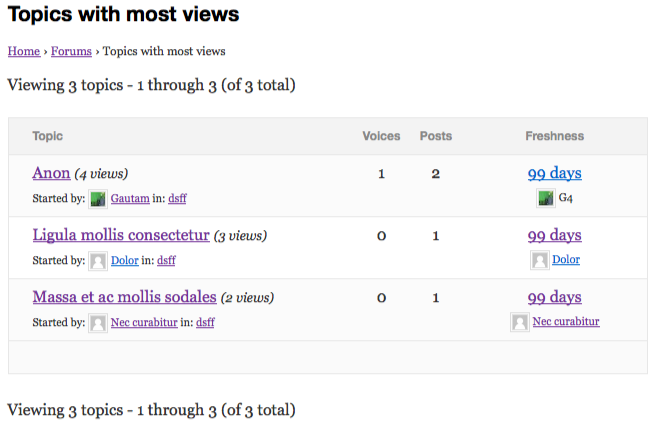 Topics with most views
Home › Forums › Topics with most views
Viewing 3 topics - 1 through 3 (of 3 total)
Topic Voices Posts Freshness
Anon (4 views) 1 2 99 days
Started by: Gautam in: dsff G4
Ligula mollis consectetur (3 views) 0 1 99 days
Started by: Dolor in: dsff Dolor
Massa et ac mollis sodales (2 views) 0 1 99 days
Started by: Nec curabitur in: dsff Nec curabitur
Viewing 3 topics - 1 through 3 (of 3 total)